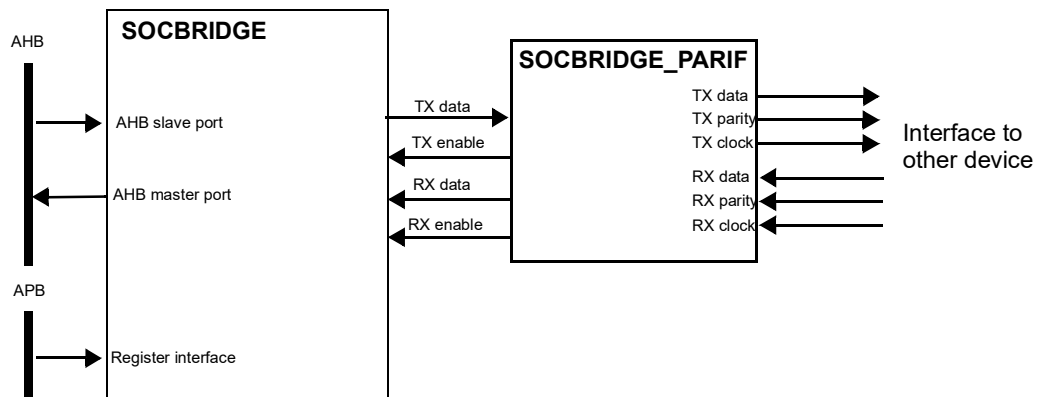 SOCBRIDGE
AHB
SOCBRIDGE_PARIF
TX data
TX data
TX parity
AHB slave port
TX enable
TX clock
Interface to
other device
RX data
RX data
AHB master port
RX parity
RX enable
RX clock
APB
Register interface